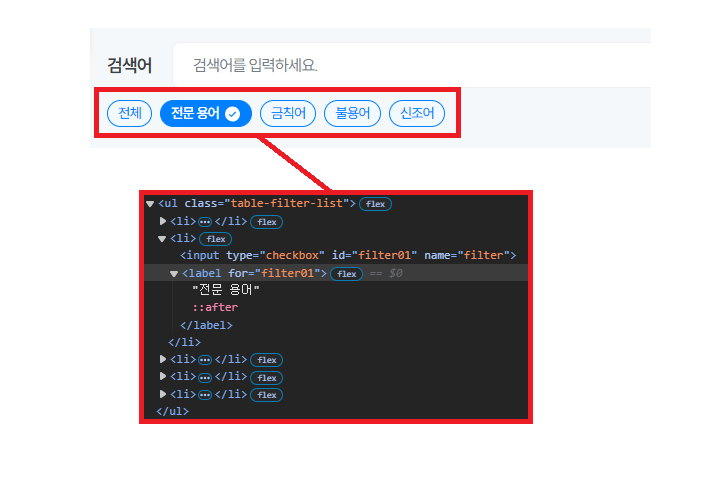 검색어 검색어를 입력하세요.
전체 전문 용어 금칙어 불용어 신조어
<ul class="table-filter-list"> flex
<li> ••• </li> flex
<li> flex
<input type="checkbox" id="filter01" name="filter">
<label for="filter01"> flex == $0
"전문 용어"
::after
</label>
</li>
<li> ••• </li> flex
<li> ••• </li> flex
<li> ••• </li> flex
</ul>